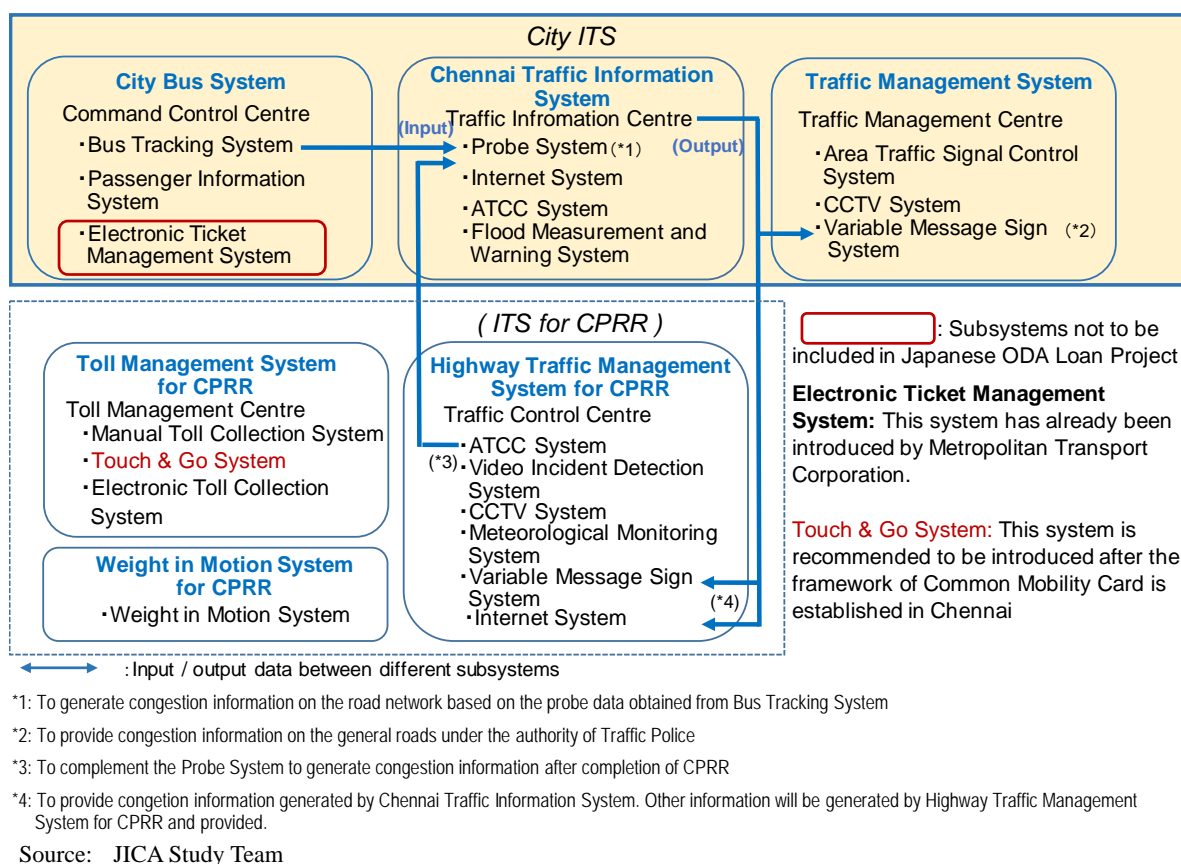 City ITS
City Bus System
Command Control Centre
・Bus Tracking System
・Passenger Information
System
・Electronic Ticket
Management System
Chennai Traffic Information
System
Traffic Infromation Centre
(Input)
・Probe System (*1)
(Output)
・Internet System
・ATCC System
・Flood Measurement and
Warning System
Traffic Management System
Traffic Management Centre
・Area Traffic Signal Control
System
・CCTV System
・Variable Message Sign (*2)
System
( ITS for CPRR )
Toll Management System
for CPRR
Toll Management Centre
・Manual Toll Collection System
・Touch & Go System
・Electronic Toll Collection
System
Weight in Motion System
for CPRR
・Weight in Motion System
Highway Traffic Management
System for CPRR
Traffic Control Centre
・ATCC System
(*3)
・Video Incident Detection
System
・CCTV System
・Meteorological Monitoring
System
・Variable Message Sign
System
(*4)
・Internet System
: Subsystems not to be
included in Japanese ODA Loan Project
Electronic Ticket Management
System: This system has already been
introduced by Metropolitan Transport
Corporation.
Touch & Go System: This system is
recommended to be introduced after the
framework of Common Mobility Card is
established in Chennai
: Input / output data between different subsystems
*1: To generate congestion information on the road network based on the probe data obtained from Bus Tracking System
*2: To provide congestion information on the general roads under the authority of Traffic Police
*3: To complement the Probe System to generate congestion information after completion of CPRR
*4: To provide congetion information generated by Chennai Traffic Information System. Other information will be generated by Highway Traffic Management
System for CPRR and provided.
Source: JICA Study Team